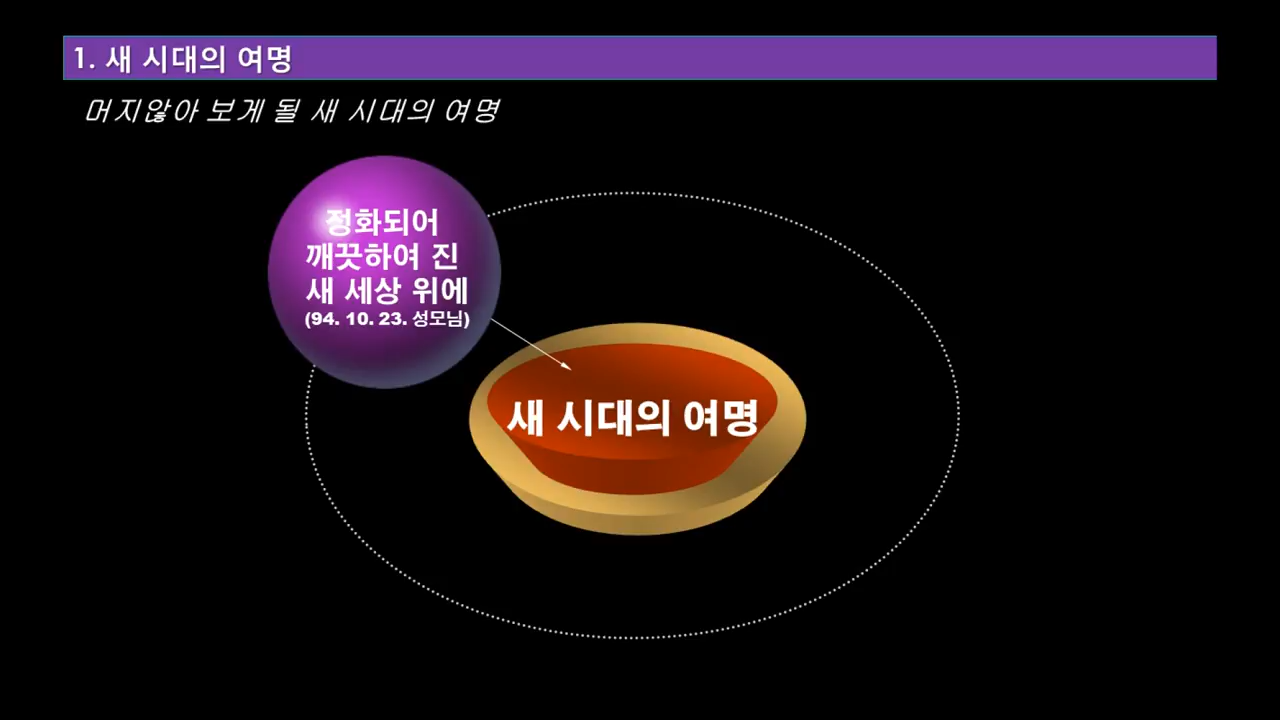 1. 새 시대의 여명
머지않아 보게 될 새 시대의 여명
정화되어
깨끗하여 진
새 세상 위에
(94. 10. 23. 성모님)
새 시대의 여명